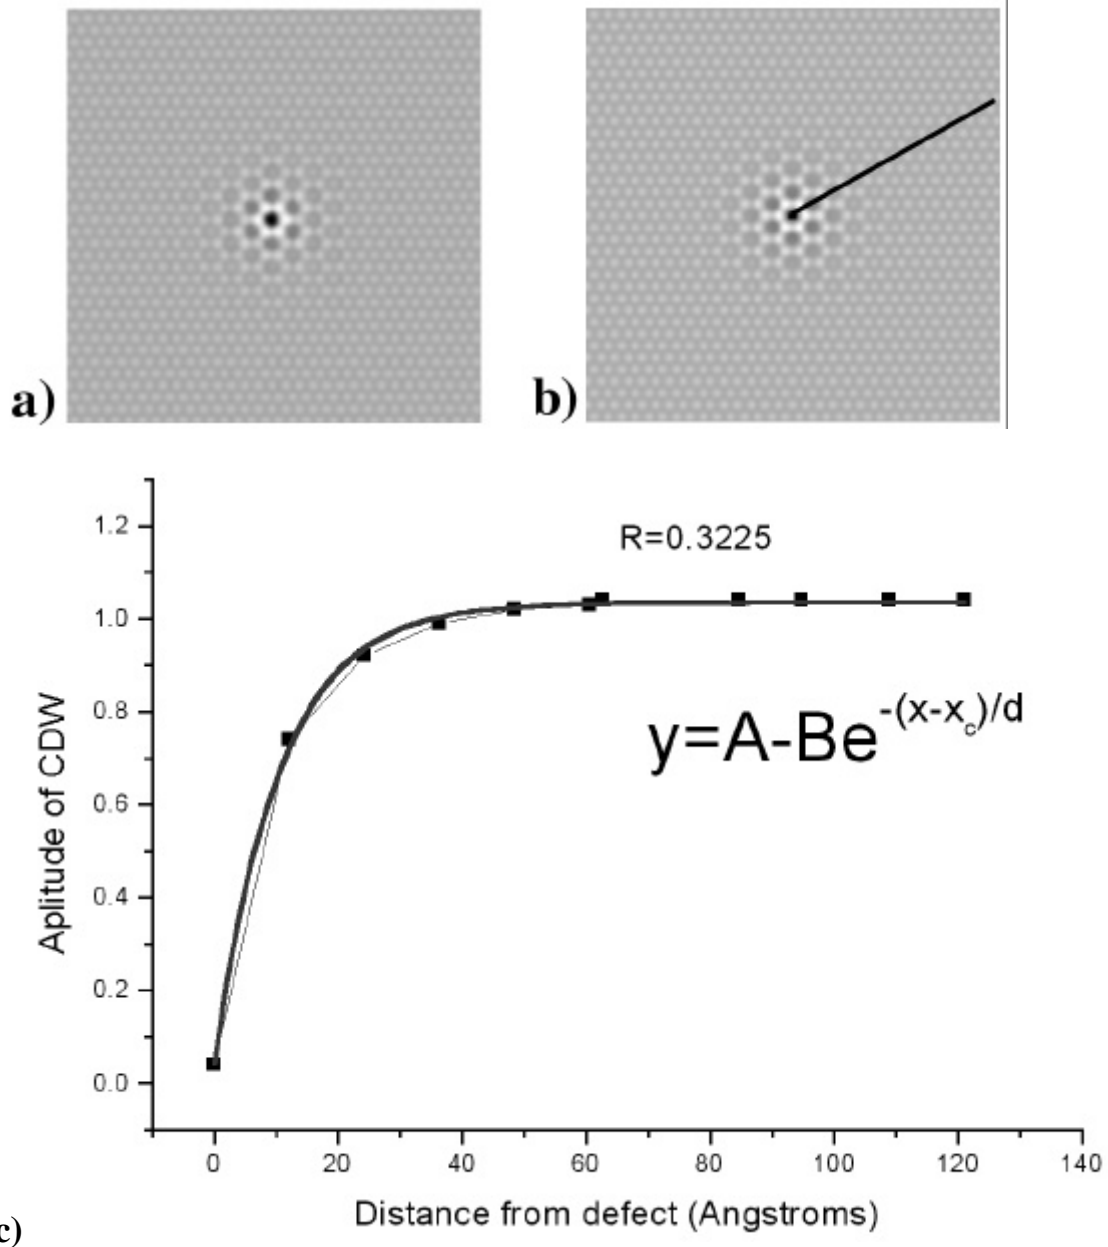 a)
b)
R=0.3225
y=A-Be-(x-xc)/d
1.2
1.0
0.8
0.6
0.4
0.2
0.0
Aplitude of CDW
0 20 40 60 80 100 120 140
Distance from defect (Angstroms)
c)